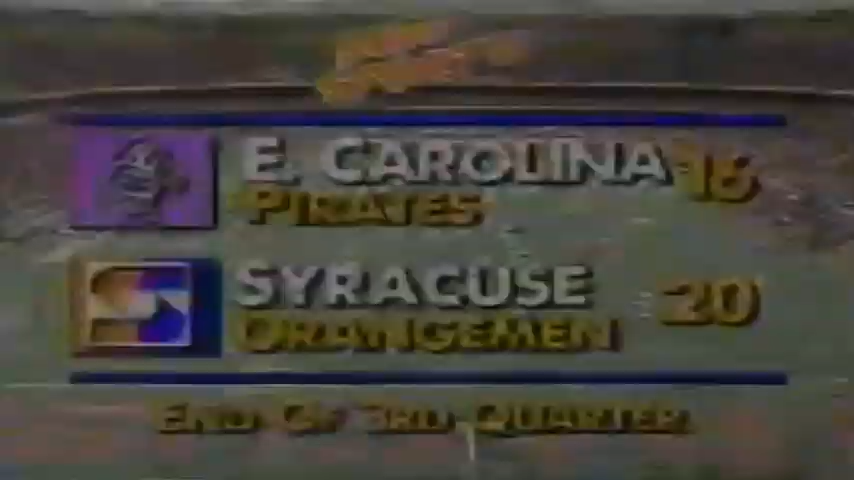 E. CAROLINA 16
PIRATES
SYRACUSE 20
ORANGEMEN
END OF 3RD QUARTER